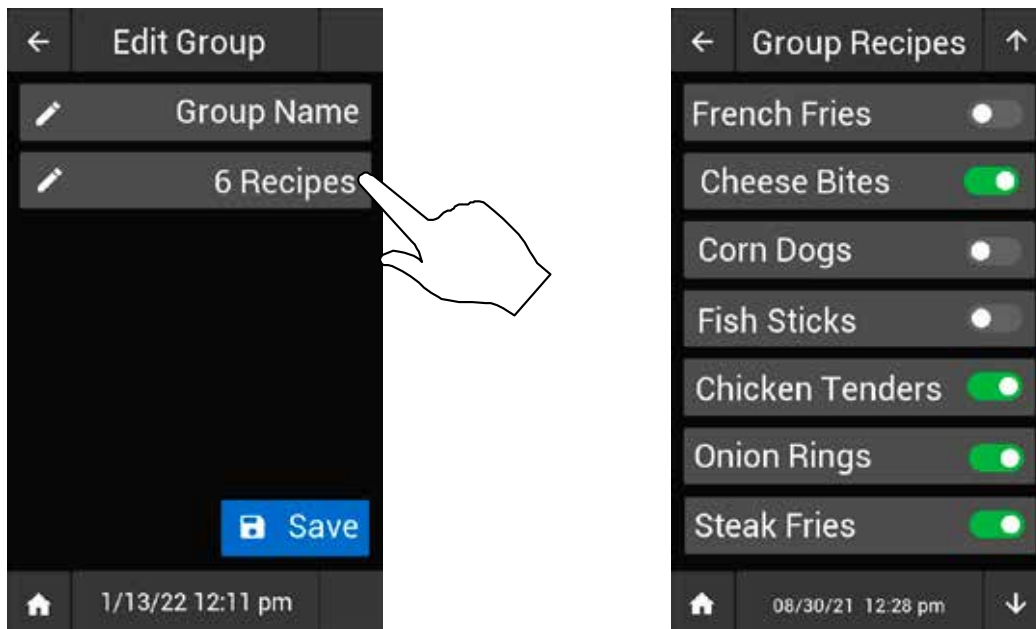 Edit Group
Group Name
6 Recipes
Save
1/13/22 12:11 pm
Group Recipes
French Fries
Cheese Bites
Corn Dogs
Fish Sticks
Chicken Tenders
Onion Rings
Steak Fries
08/30/21 12:28 pm